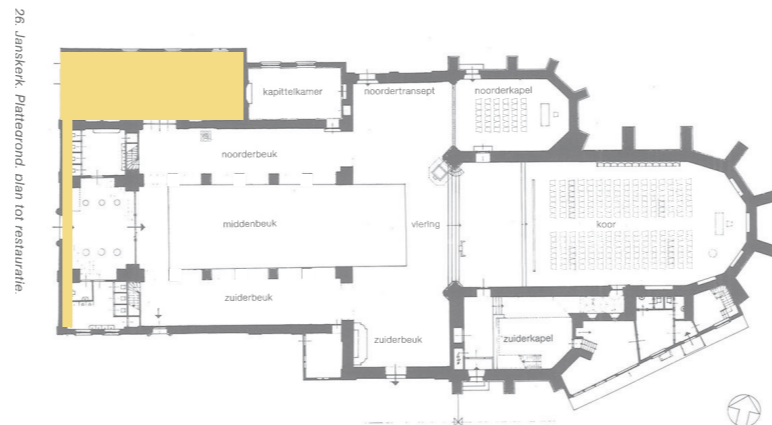 26. Janskerk. Plattegrond, plan tot restauratie.
kapittelkamer
noordertransept
noorderkapel
noorderbeuk
middenbeuk
viering
koor
zuiderbeuk
zuiderbeuk
zuiderkapel